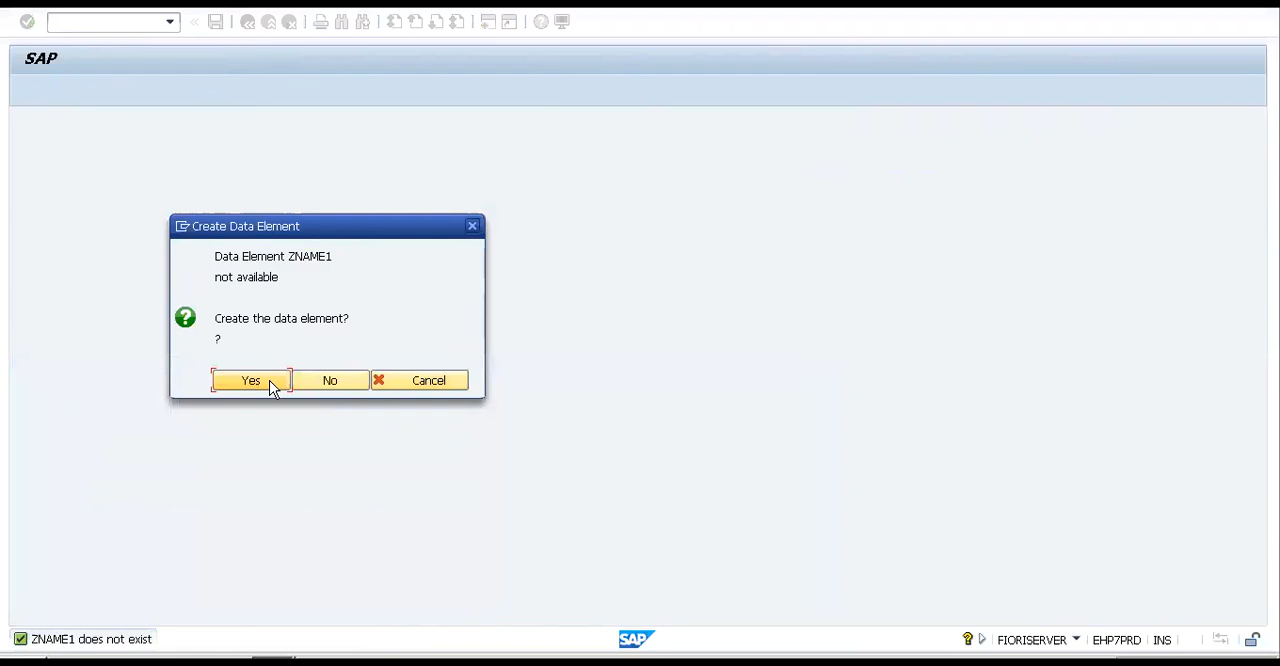 SAP
Create Data Element
Data Element ZNAME1
not available
Create the data element?
?
Yes No Cancel
ZNAME1 does not exist SAP FIORISERVER EHP7PRD INS